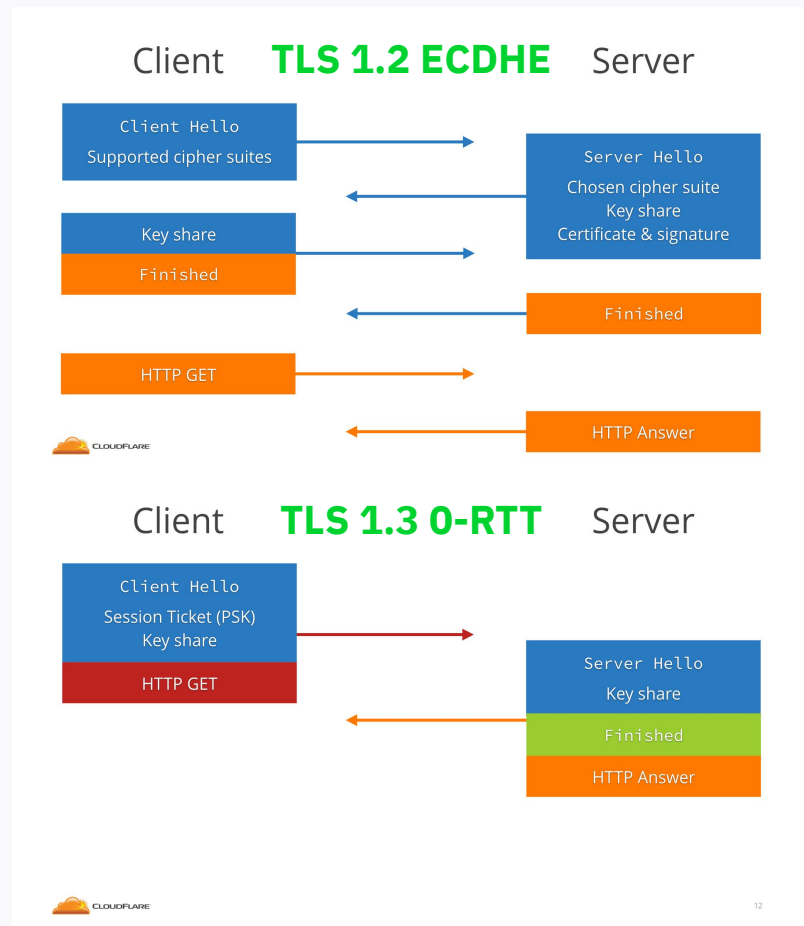 Client TLS 1.2 ECDHE Server
Client Hello
Supported cipher suites
Server Hello
Chosen cipher suite
Key share
Certificate & signature
Key share
Finished
Finished
HTTP GET
HTTP Answer
CLOUDFLARE
Client TLS 1.3 0-RTT Server
Client Hello
Session Ticket (PSK)
Key share
HTTP GET
Server Hello
Key share
Finished
HTTP Answer
CLOUDFLARE
12